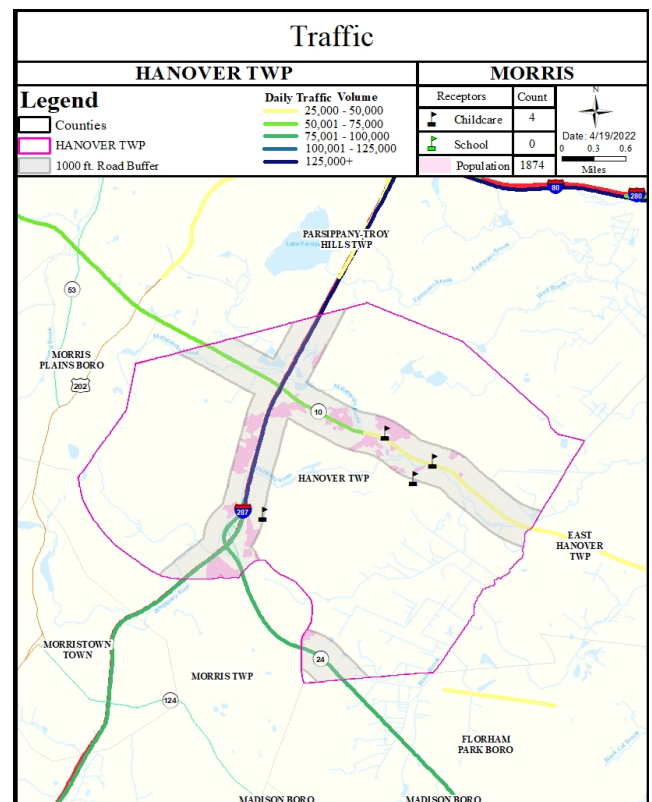 Traffic
HANOVER TWP
MORRIS
Legend
Counties
HANOVER TWP
1000 ft. Road Buffer
Daily Traffic Volume
25,000 - 50,000
50,001 - 75,000
75,001 - 100,000
100,001 - 125,000
125,000+
Receptors Count
Childcare 4
School 0
Population 1874
N
Date: 4/19/2022
0 0.3 0.6
Miles
80
280
PARSIPPANY-TROY
HILLS TWP
53
MORRIS
PLAINS BORO
202
10
HANOVER TWP
287
EAST
HANOVER
TWP
MORRISTOWN
TOWN
MORRIS TWP
24
124
FLORHAM
PARK BORO
MADISON BORO
MADISON BORO